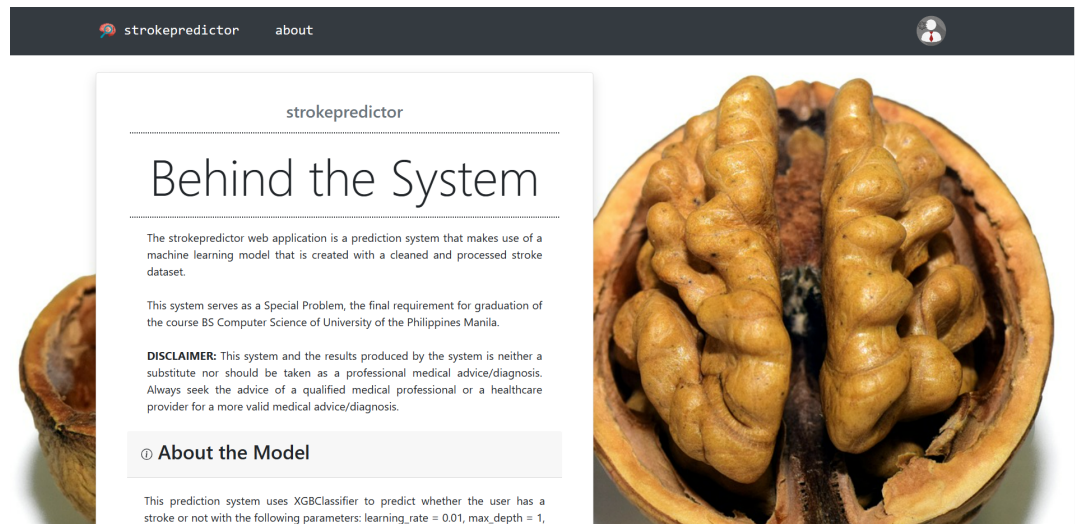 strokepredictor about
strokepredictor
Behind the System
The strokepredictor web application is a prediction system that makes use of a
machine learning model that is created with a cleaned and processed stroke
dataset.
This system serves as a Special Problem, the final requirement for graduation of
the course BS Computer Science of University of the Philippines Manila.
DISCLAIMER: This system and the results produced by the system is neither a
substitute nor should be taken as a professional medical advice/diagnosis.
Always seek the advice of a qualified medical professional or a healthcare
provider for a more valid medical advice/diagnosis.
About the Model
This prediction system uses XGBClassifier to predict whether the user has a
stroke or not with the following parameters: learning_rate = 0.01, max_depth = 1,